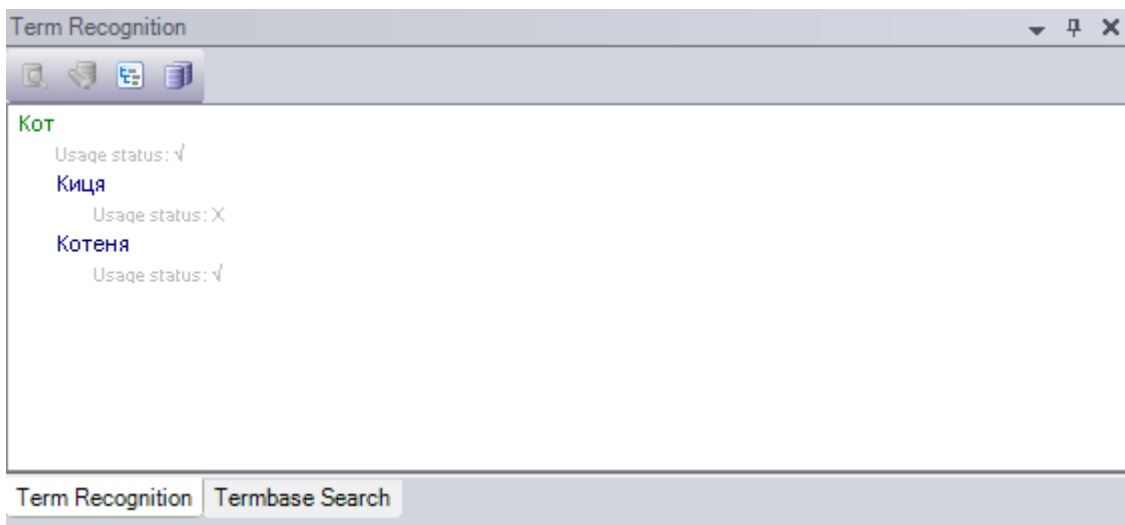 Term Recognition
Кот
Usage status: √
Киця
Usage status: X
Котеня
Usage status: √
Term Recognition
Termbase Search